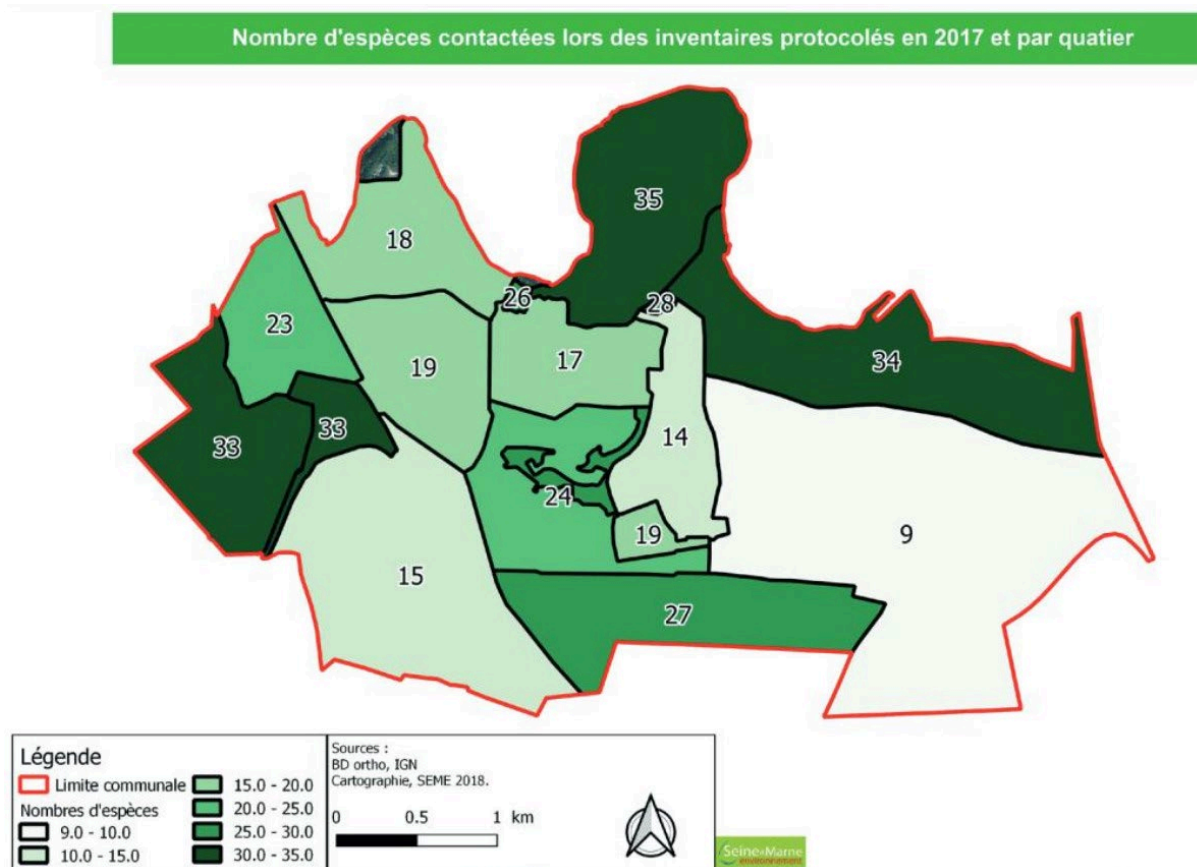 Nombre d'espèces contactées lors des inventaires protocolés en 2017 et par quatier
35
18
26
28
23
34
19
17
33
33
14
24
19
9
15
27
Légende
Limite communale
Nombres d'espèces
9.0 - 10.0
10.0 - 15.0
15.0 - 20.0
20.0 - 25.0
25.0 - 30.0
30.0 - 35.0
Sources :
BD ortho, IGN
Cartographie, SEME 2018.
0 0.5 1 km
Seine&Marne
environnement